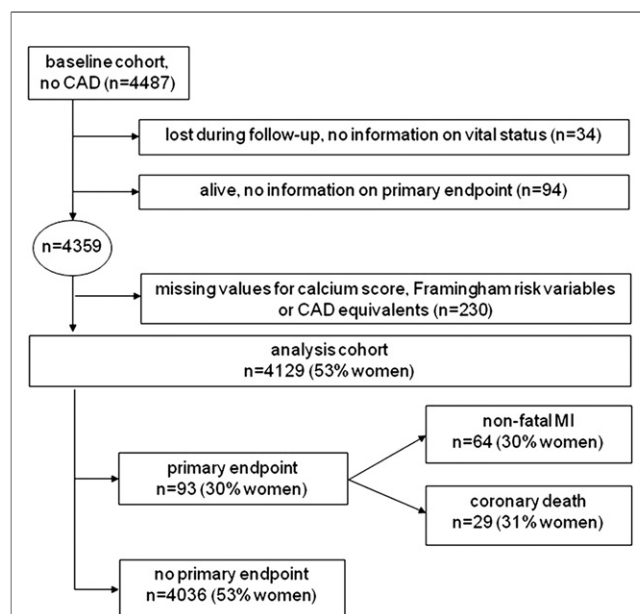 baseline cohort,
no CAD (n=4487)
lost during follow-up, no information on vital status (n=34)
alive, no information on primary endpoint (n=94)
n=4359
missing values for calcium score, Framingham risk variables
or CAD equivalents (n=230)
analysis cohort
n=4129 (53% women)
primary endpoint
n=93 (30% women)
non-fatal MI
n=64 (30% women)
coronary death
n=29 (31% women)
no primary endpoint
n=4036 (53% women)